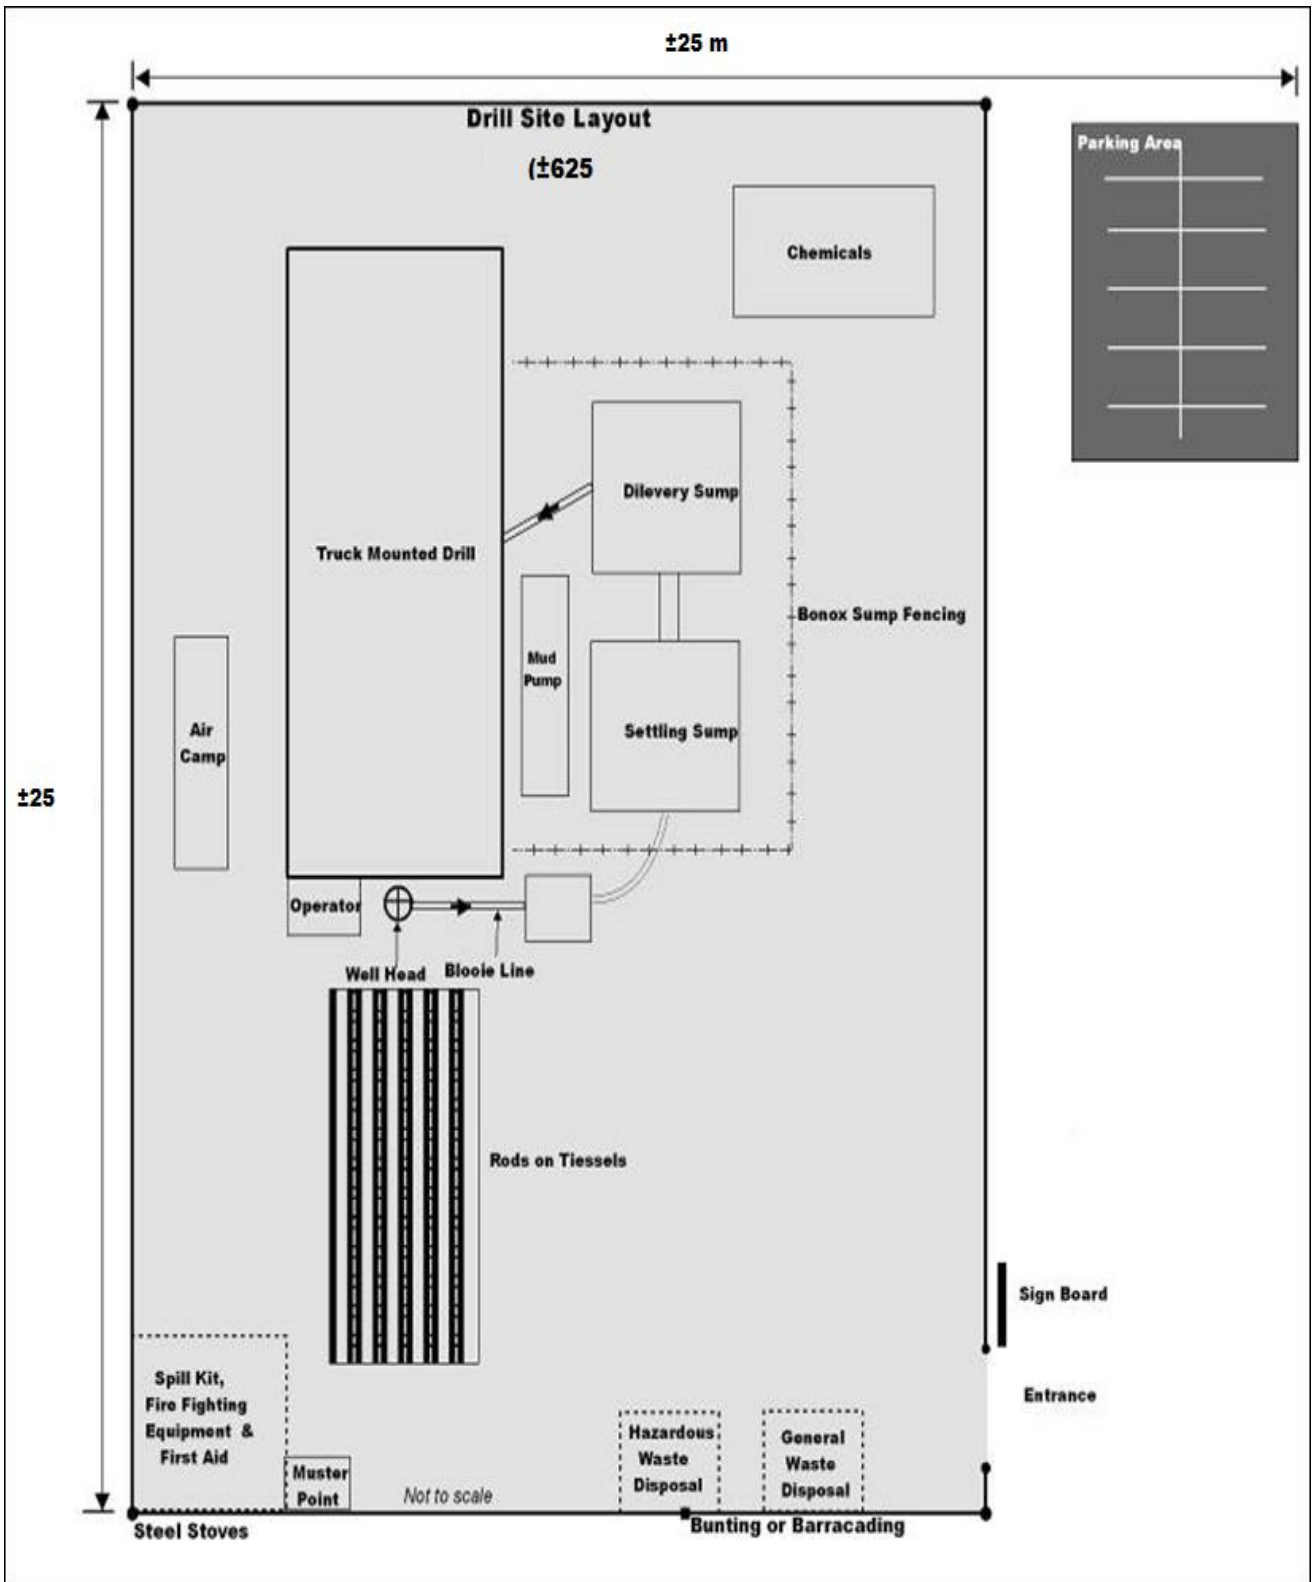 ±25 m
Drill Site Layout
(±625
Parking Area
Chemicals
Dilevery Sump
Truck Mounted Drill
Bonox Sump Fencing
Mud
Pump
Air
Camp
Settling Sump
±25
Operator
Well Head
Blooie Line
Rods on Tiessels
Sign Board
Entrance
Spill Kit,
Fire Fighting
Equipment &
First Aid
Muster
Point
Not to scale
Hazardous
Waste
Disposal
General
Waste
Disposal
Steel Stoves
Bunting or Barracading